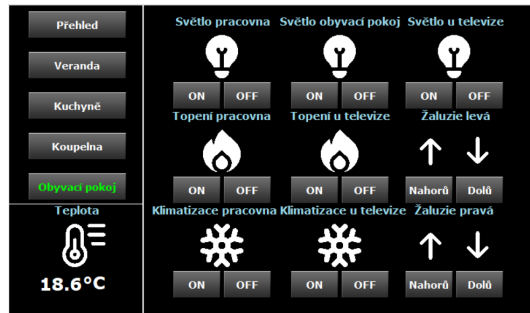 Přehled
Veranda
Kuchyně
Koupelna
Obyvací pokoj
Teplota
18.6°C
Světlo pracovna Světlo obyvací pokoj Světlo u televize
ON OFF ON OFF ON OFF
Topení pracovna Topení u televize Žaluzie levá
ON OFF ON OFF Nahorů Dolů
Klimatizace pracovna Klimatizace u televize Žaluzie pravá
ON OFF ON OFF Nahorů Dolů